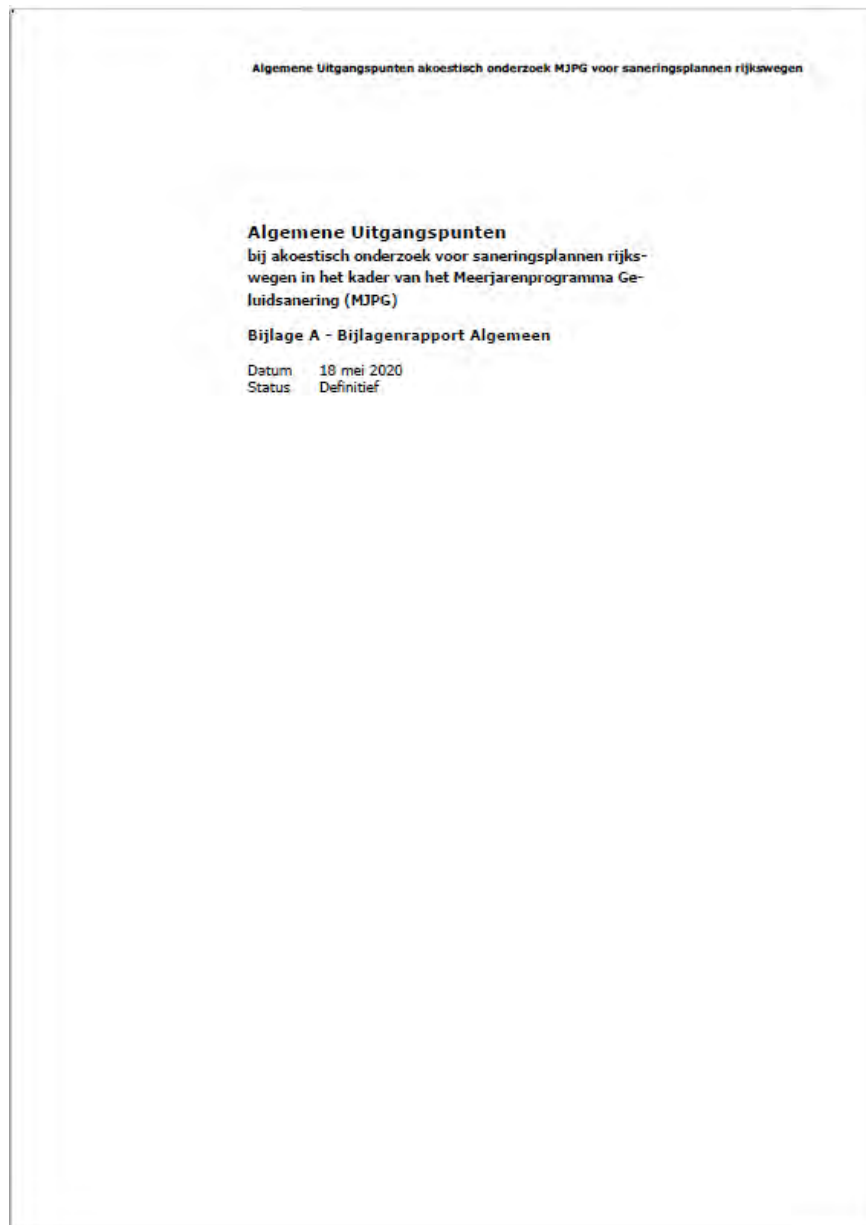 Algemene Uitgangspunten akoestisch onderzoek MJPG voor saneringsplannen rijkswegen
Algemene Uitgangspunten
bij akoestisch onderzoek voor saneringsplannen rijks-
wegen in het kader van het Meerjarenprogramma Ge-
luidsanering (MJPG)
Bijlage A - Bijlagenrapport Algemeen
Datum 18 mei 2020
Status Definitief